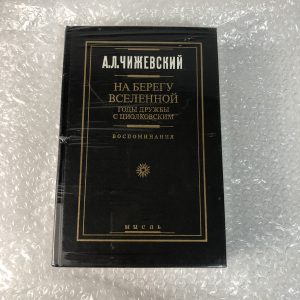 А.Л.ЧИЖЕВСКИЙ
НА БЕРЕГУ
ВСЕЛЕННОЙ
ГОДЫ ДРУЖБЫ
С ЦИОЛКОВСКИМ
ВОСПОМИНАНИЯ
МЫСЛЬ